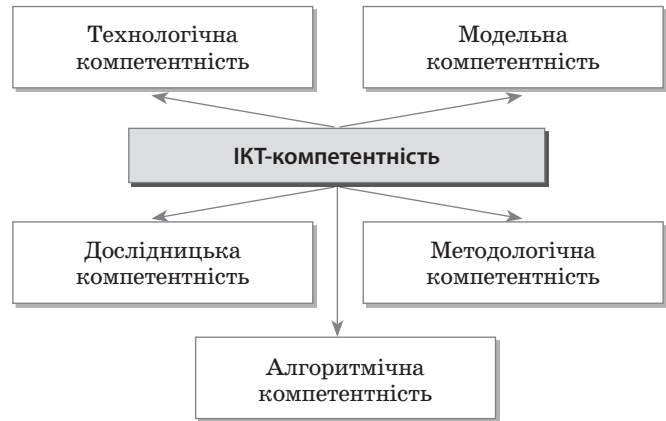 Технологічна
компетентність
Модельна
компетентність
ІКТ-компетентність
Дослідницька
компетентність
Методологічна
компетентність
Алгоритмічна
компетентність